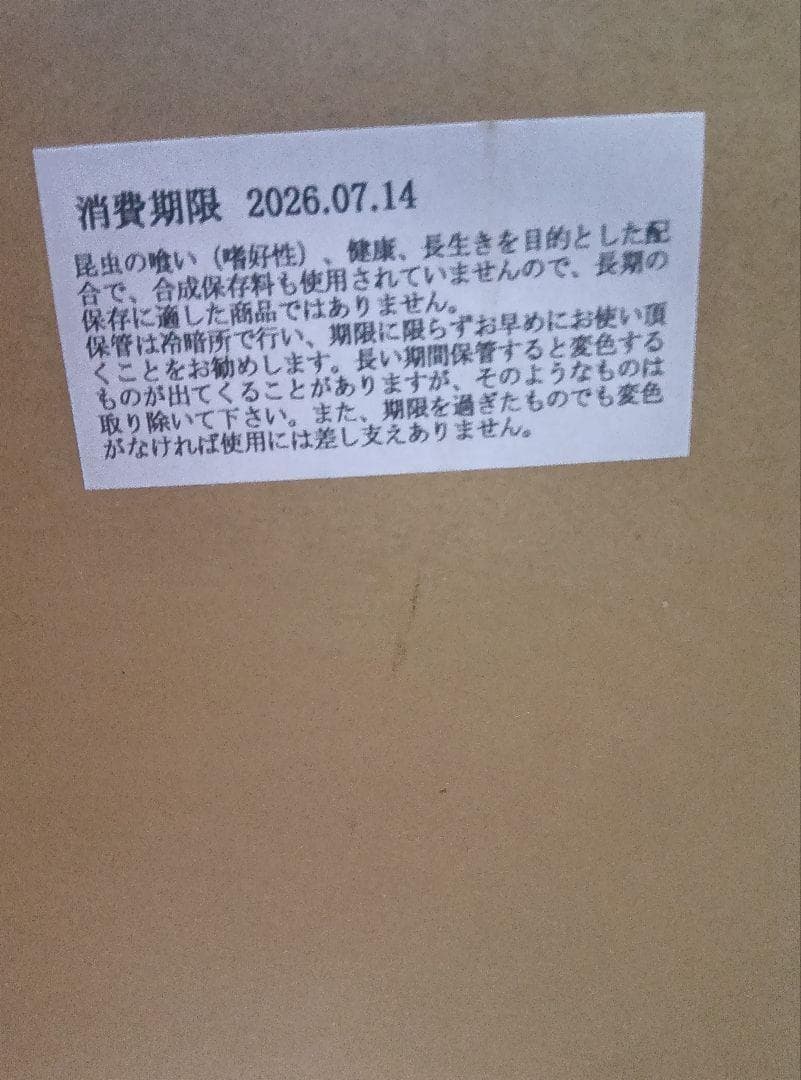 消費期限 2026.07.14
昆虫の喰い（嗜好性）、健康、長生きを目的とした配
合で、合成保存料も使用されていませんので、長期の
保存に適した商品ではありません。
保管は冷暗所で行い、期限に限らずお早めにお使い頂
くことをお勧めします。長い期間保管すると変色する
ものが出てくることがありますが、そのようなものは
取り除いて下さい。また、期限を過ぎたものでも変色
がなければ使用には差し支えありません。